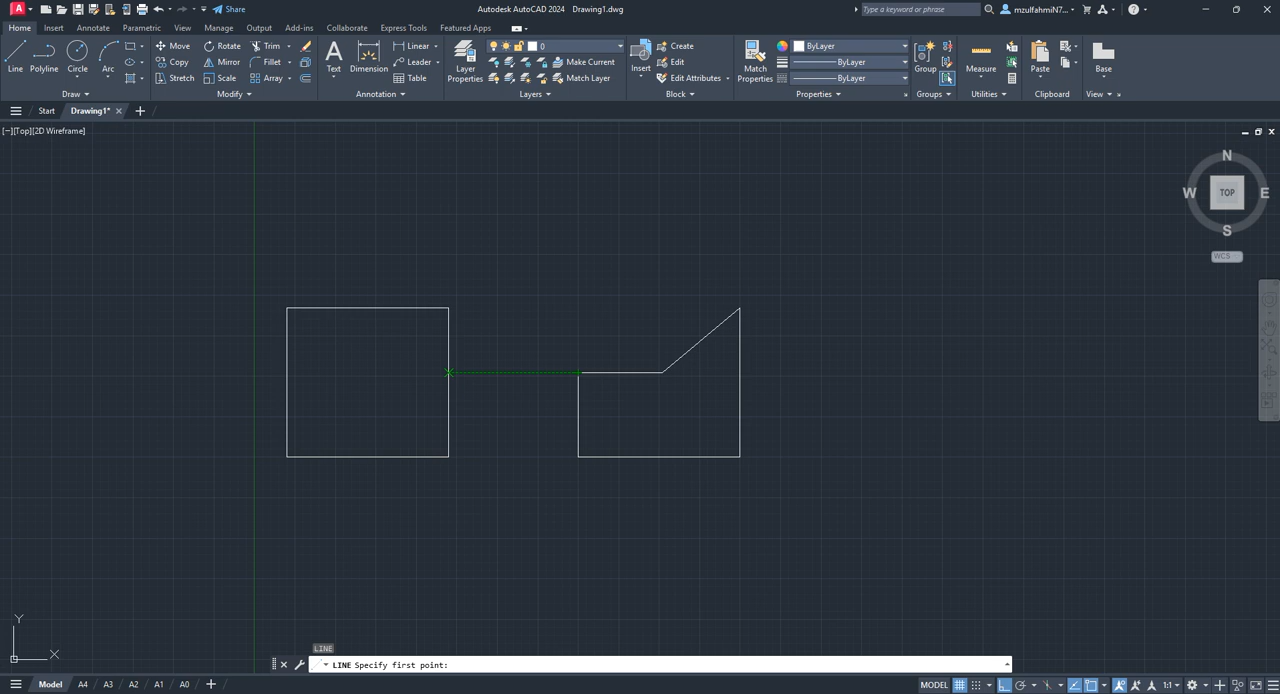 A Share Autodesk AutoCAD 2024 Drawing1.dwg Type a keyword or phrase mzulfahmiN7...
Home Insert Annotate Parametric View Manage Output Add-ins Collaborate Express Tools Featured Apps
Line Polyline Circle Arc Move Rotate Trim Copy Mirror Fillet Stretch Scale Array Text Dimension Linear Leader Table Layer Properties 0 Make Current Match Layer Insert Create Edit Edit Attributes Match Properties ByLayer ByLayer ByLayer Group Measure Paste Base
Draw Modify Annotation Layers Block Properties Groups Utilities Clipboard View
Start Drawing1*
[−][Top][2D Wireframe]
N
W TOP E
S
WCS
Y
X
LINE
LINE Specify first point:
Model A4 A3 A2 A1 A0 MODEL 1:1